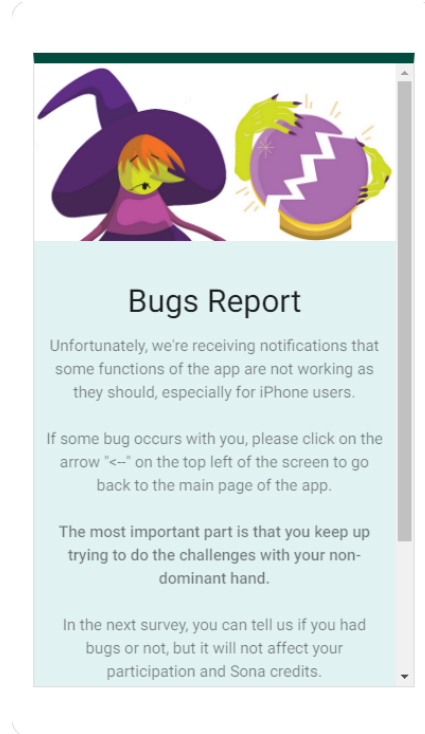 Bugs Report
Unfortunately, we're receiving notifications that
some functions of the app are not working as
they should, especially for iPhone users.
If some bug occurs with you, please click on the
arrow "<--" on the top left of the screen to go
back to the main page of the app.
The most important part is that you keep up
trying to do the challenges with your non-
dominant hand.
In the next survey, you can tell us if you had
bugs or not, but it will not affect your
participation and Sona credits.